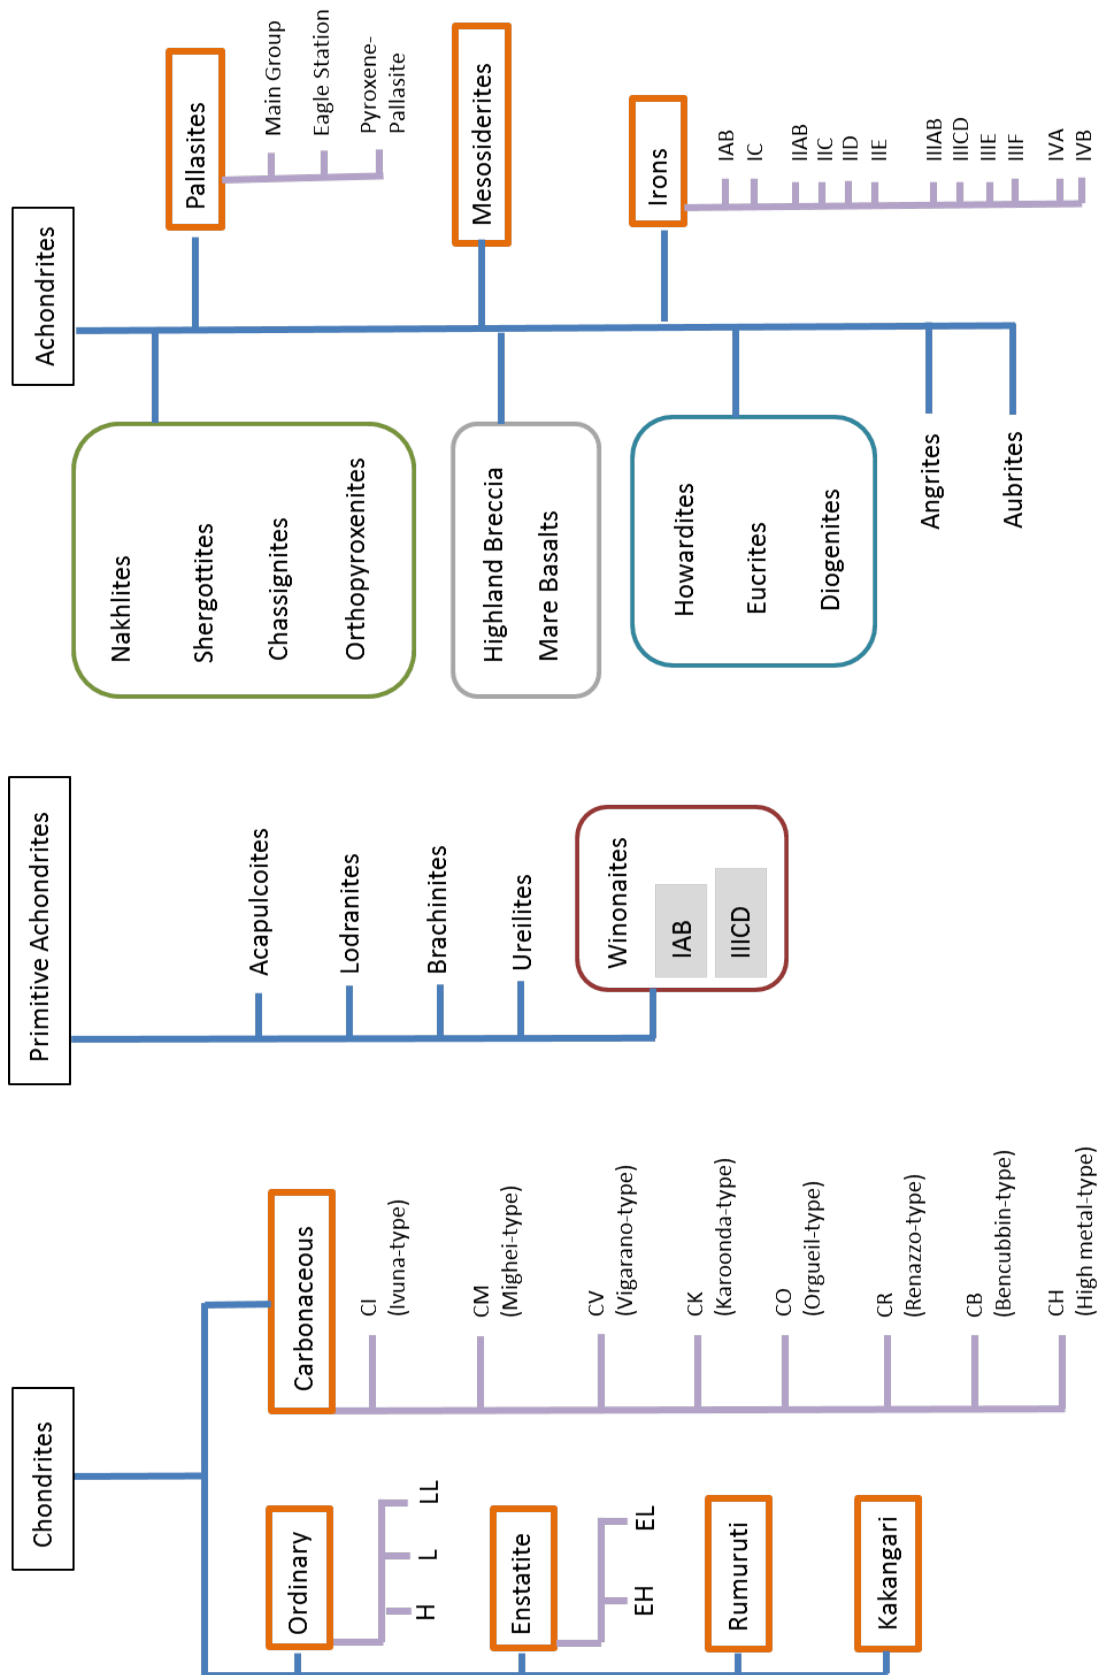 Chondrites
Ordinary
H
L
LL
Enstatite
EH
EL
Rumuruti
Kakangari
Carbonaceous
CI
(Ivuna-type)
CM
(Mighei-type)
CV
(Vigarano-type)
CK
(Karoonda-type)
CO
(Orgueil-type)
CR
(Renazzo-type)
CB
(Bencubbin-type)
CH
(High metal-type)
Primitive Achondrites
Acapulcoites
Lodranites
Brachinites
Ureilites
Winonaites
IAB
IIICD
Achondrites
Nakhlites
Shergottites
Chassignites
Orthopyroxenites
Highland Breccia
Mare Basalts
Howardites
Eucrites
Diogenites
Angrites
Aubrites
Pallasites
Main Group
Eagle Station
Pyroxene-
Pallasite
Mesosiderites
Irons
IAB
IC
IIAB
IIC
IID
IIE
IIIAB
IIICD
IIIE
IIIF
IVA
IVB